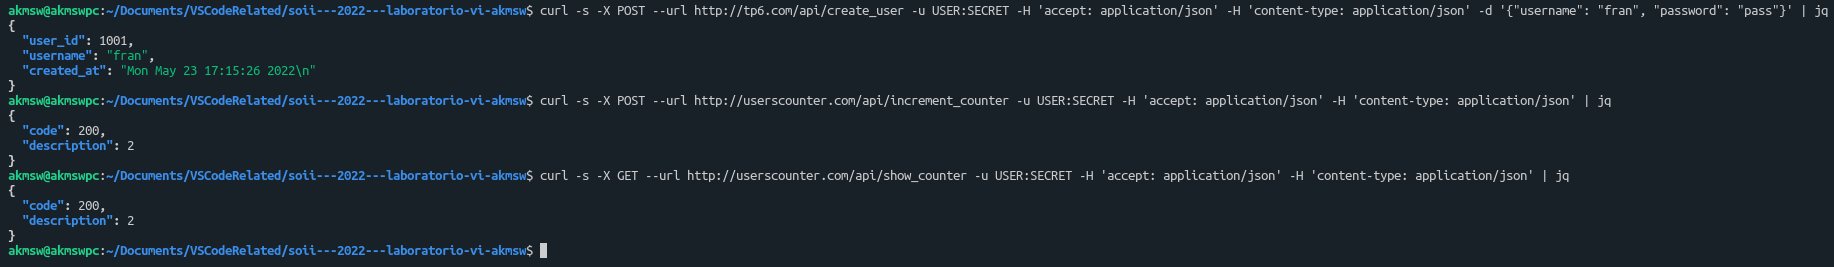 akmsw@akmswpc:~/Documents/VSCodeRelated/soii---2022---laboratorio-vi-akmsw$ curl -s -X POST --url http://tp6.com/api/create_user -u USER:SECRET -H 'accept: application/json' -H 'content-type: application/json' -d '{"username": "fran", "password": "pass"}' | jq
{
  "user_id": 1001,
  "username": "fran",
  "created_at": "Mon May 23 17:15:26 2022\n"
}
akmsw@akmswpc:~/Documents/VSCodeRelated/soii---2022---laboratorio-vi-akmsw$ curl -s -X POST --url http://userscounter.com/api/increment_counter -u USER:SECRET -H 'accept: application/json' -H 'content-type: application/json' | jq
{
  "code": 200,
  "description": 2
}
akmsw@akmswpc:~/Documents/VSCodeRelated/soii---2022---laboratorio-vi-akmsw$ curl -s -X GET --url http://userscounter.com/api/show_counter -u USER:SECRET -H 'accept: application/json' -H 'content-type: application/json' | jq
{
  "code": 200,
  "description": 2
}
akmsw@akmswpc:~/Documents/VSCodeRelated/soii---2022---laboratorio-vi-akmsw$